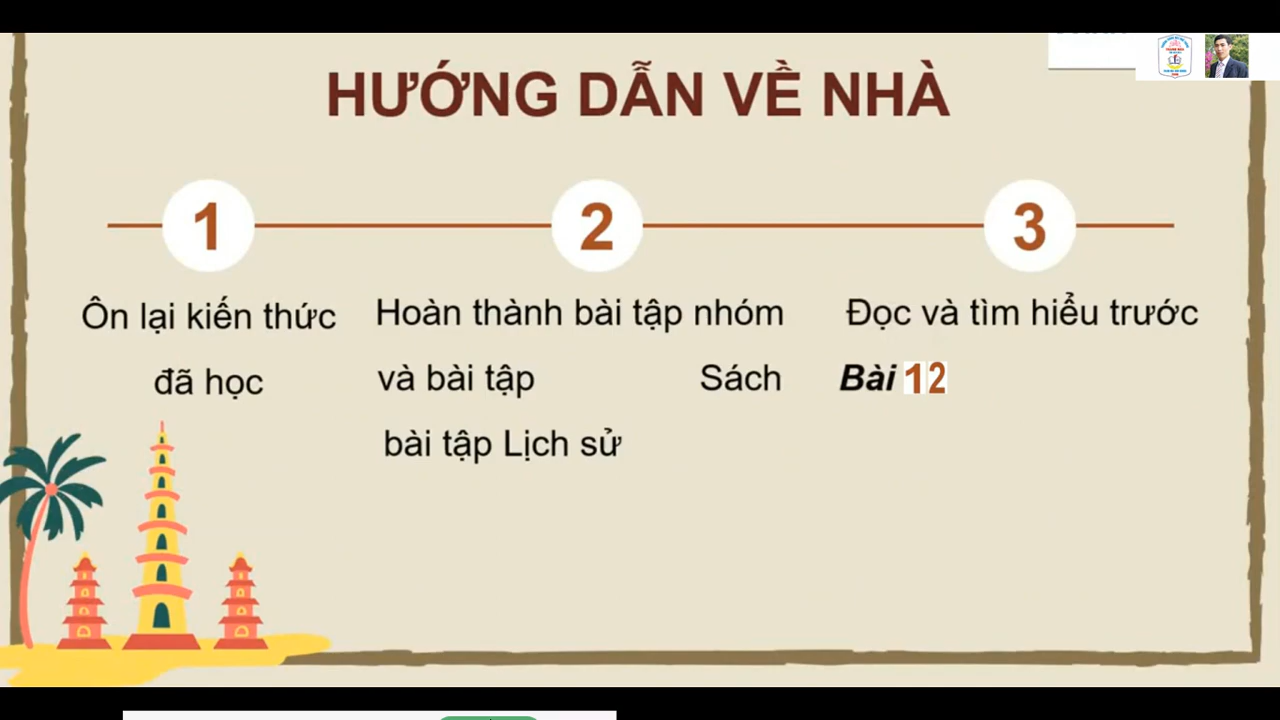 HƯỚNG DẪN VỀ NHÀ
1
2
3
Ôn lại kiến thức
đã học
Hoàn thành bài tập nhóm
và bài tập Sách
bài tập Lịch sử
Đọc và tìm hiểu trước
Bài 12